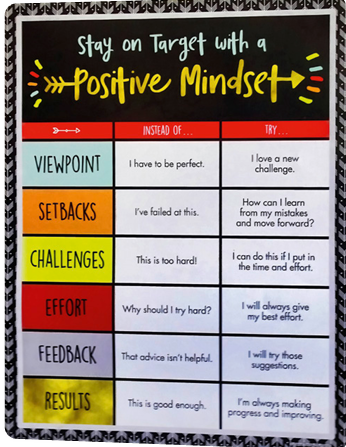 Stay on Target with a
Positive Mindset
INSTEAD OF...
TRY...
VIEWPOINT
I have to be perfect.
I love a new
challenge.
SETBACKS
I've failed at this.
How can I learn
from my mistakes
and move forward?
CHALLENGES
This is too hard!
I can do this if I put in
the time and effort.
EFFORT
Why should I try hard?
I will always give
my best effort.
FEEDBACK
That advice isn't helpful.
I will try those
suggestions.
RESULTS
This is good enough.
I'm always making
progress and improving.